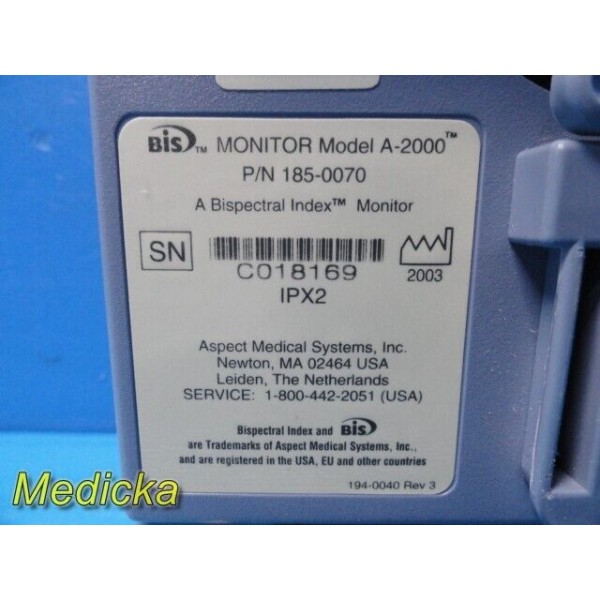 BIS™ MONITOR Model A-2000™
P/N 185-0070
A Bispectral Index™ Monitor
SN
C018169
2003
IPX2
Aspect Medical Systems, Inc.
Newton, MA 02464 USA
Leiden, The Netherlands
SERVICE: 1-800-442-2051 (USA)
Bispectral Index and BIS
are Trademarks of Aspect Medical Systems, Inc.,
and are registered in the USA, EU and other countries
194-0040 Rev 3
Medicka